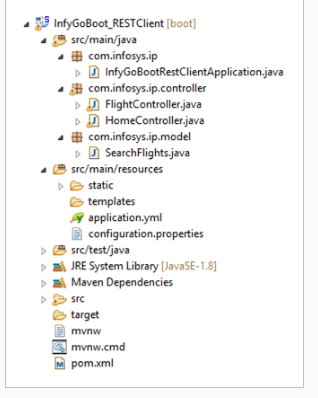 InfyGoBoot_RESTClient [boot]
src/main/java
com.infosys.ip
InfyGoBootRestClientApplication.java
com.infosys.ip.controller
FlightController.java
HomeController.java
com.infosys.ip.model
SearchFlights.java
src/main/resources
static
templates
application.yml
configuration.properties
src/test/java
JRE System Library [JavaSE-1.8]
Maven Dependencies
src
target
mvnw
mvnw.cmd
pom.xml